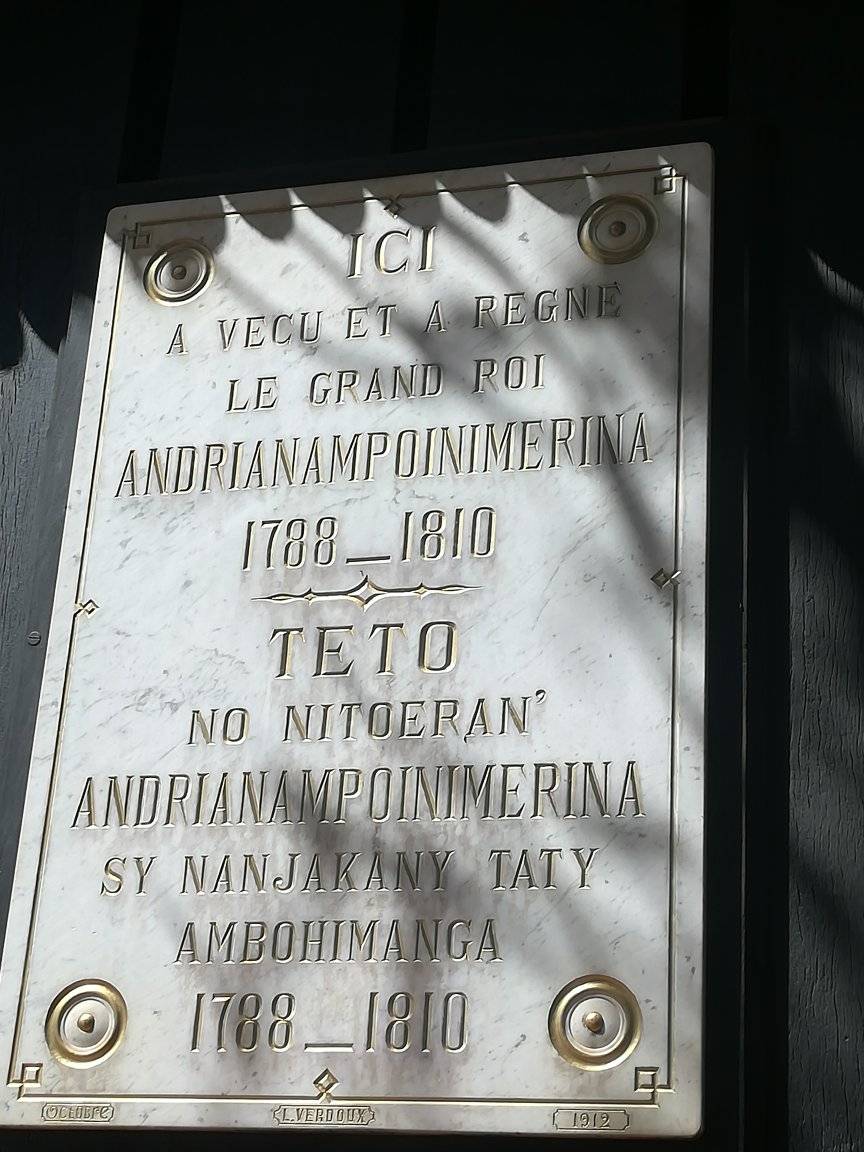 ICI
A VECU ET A REGNE
LE GRAND ROI
ANDRIANAMPOINIMERINA
1788_1810
TETO
NO NITOERAN'
ANDRIANAMPOINIMERINA
SY NANJAKANY TATY
AMBOHIMANGA
1788_1810
OCTOBRE L.VERDOUX 1912